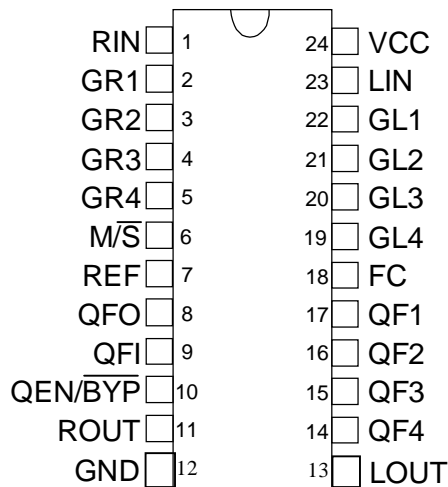 RIN 1 24 VCC
GR1 2 23 LIN
GR2 3 22 GL1
GR3 4 21 GL2
GR4 5 20 GL3
M/S̅ 6 19 GL4
REF 7 18 FC
QFO 8 17 QF1
QFI 9 16 QF2
QEN/B̅Y̅P̅ 10 15 QF3
ROUT 11 14 QF4
GND 12 13 LOUT